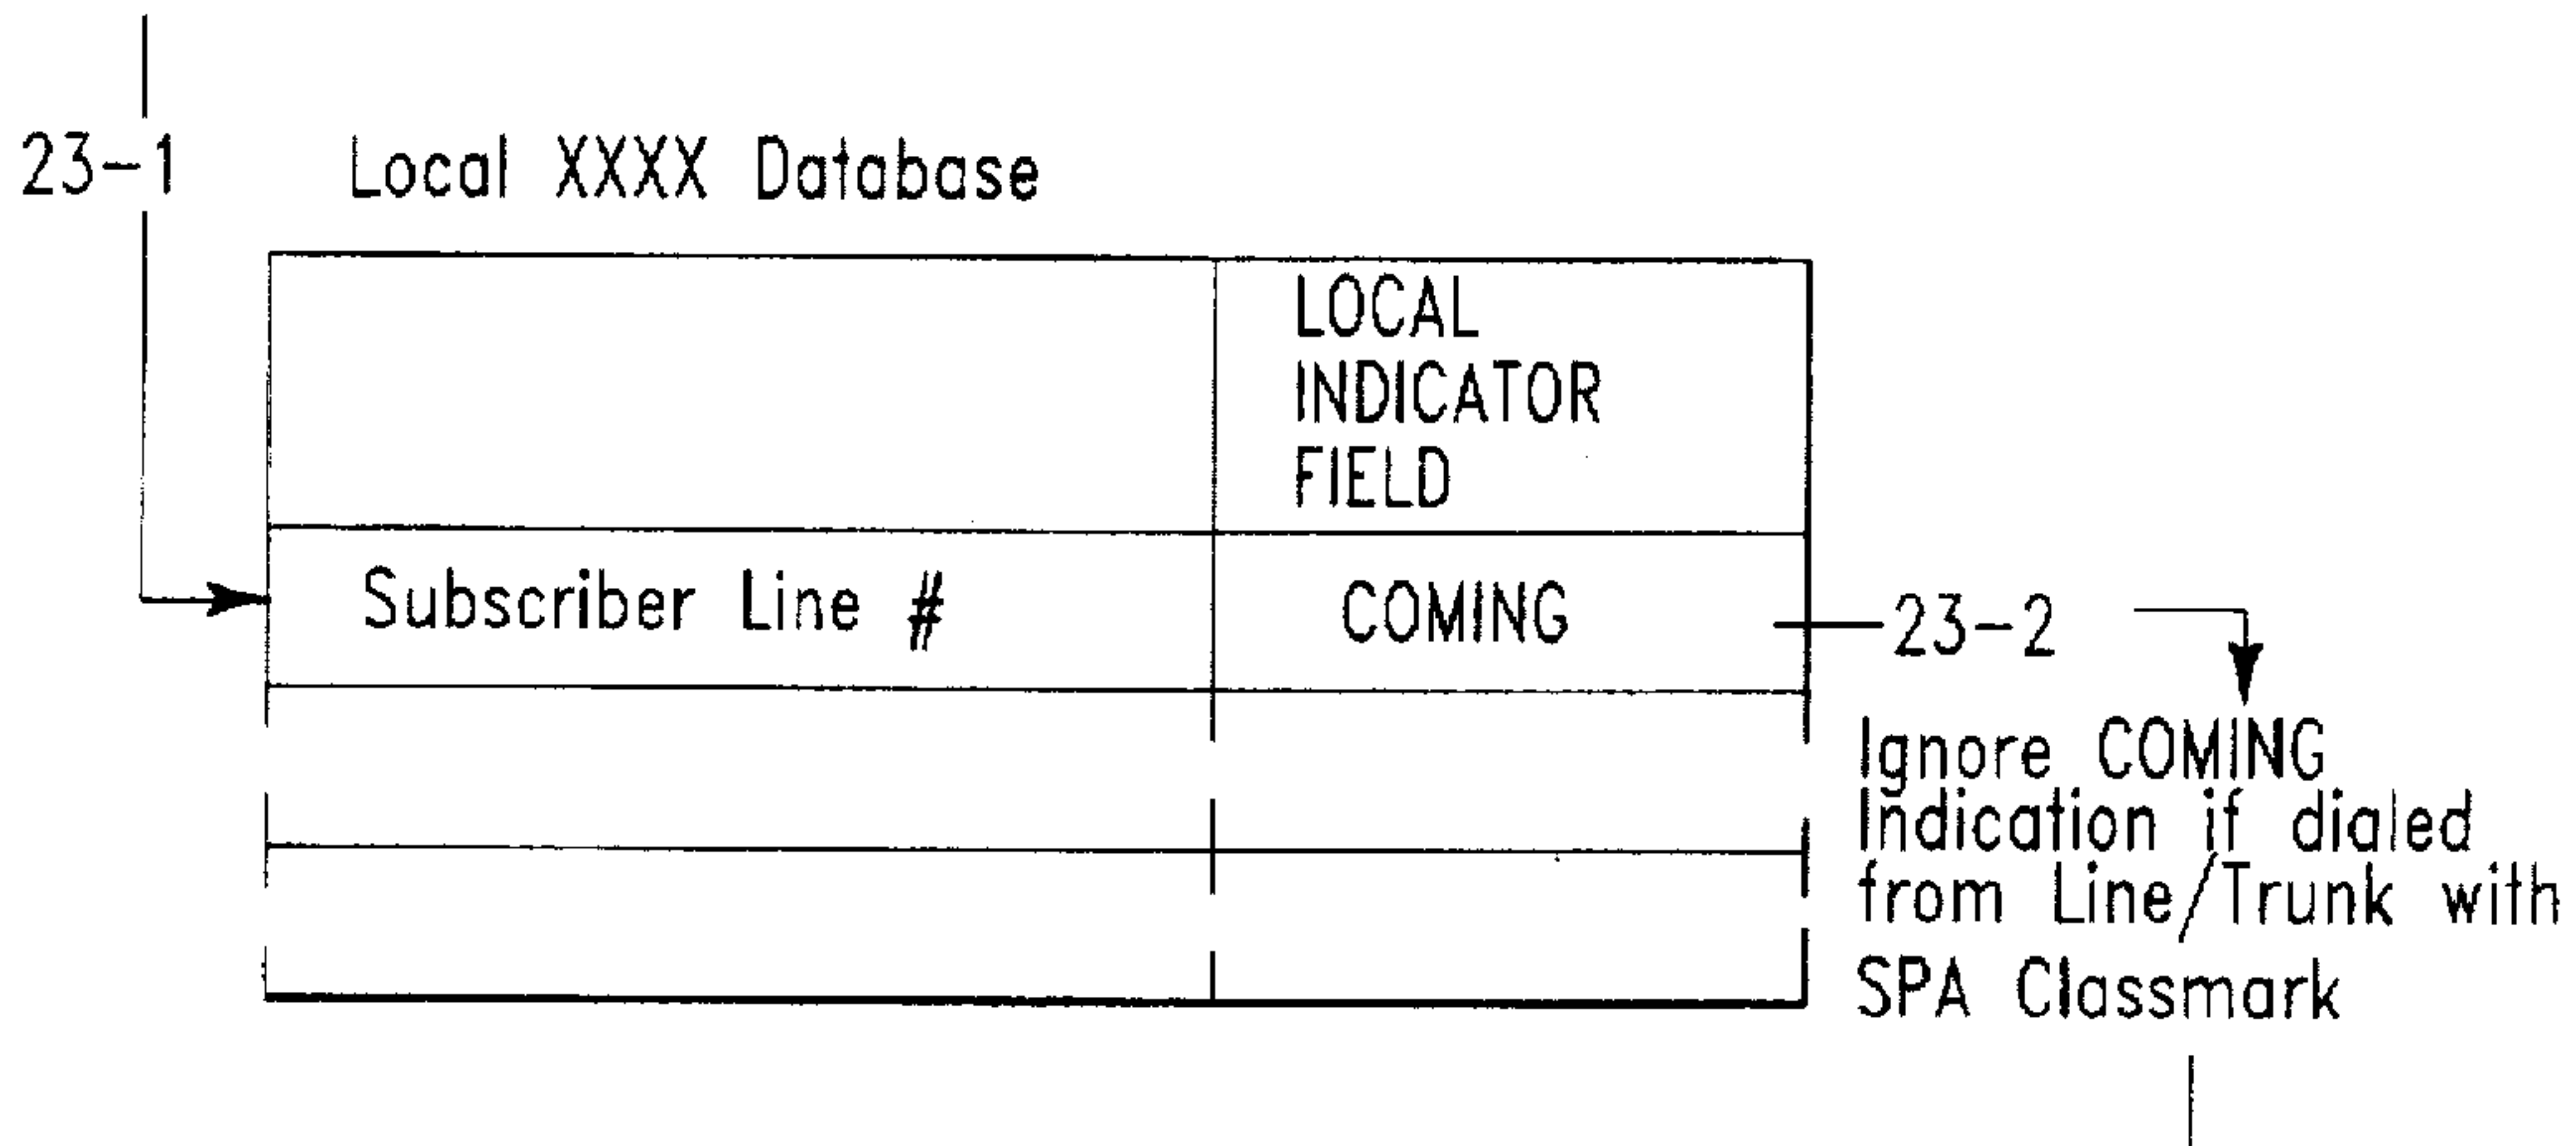 23-1
Local XXXX Database
LOCAL
INDICATOR
FIELD
Subscriber Line #
COMING
23-2
Ignore COMING
Indication if dialed
from Line/Trunk with
SPA Classmark